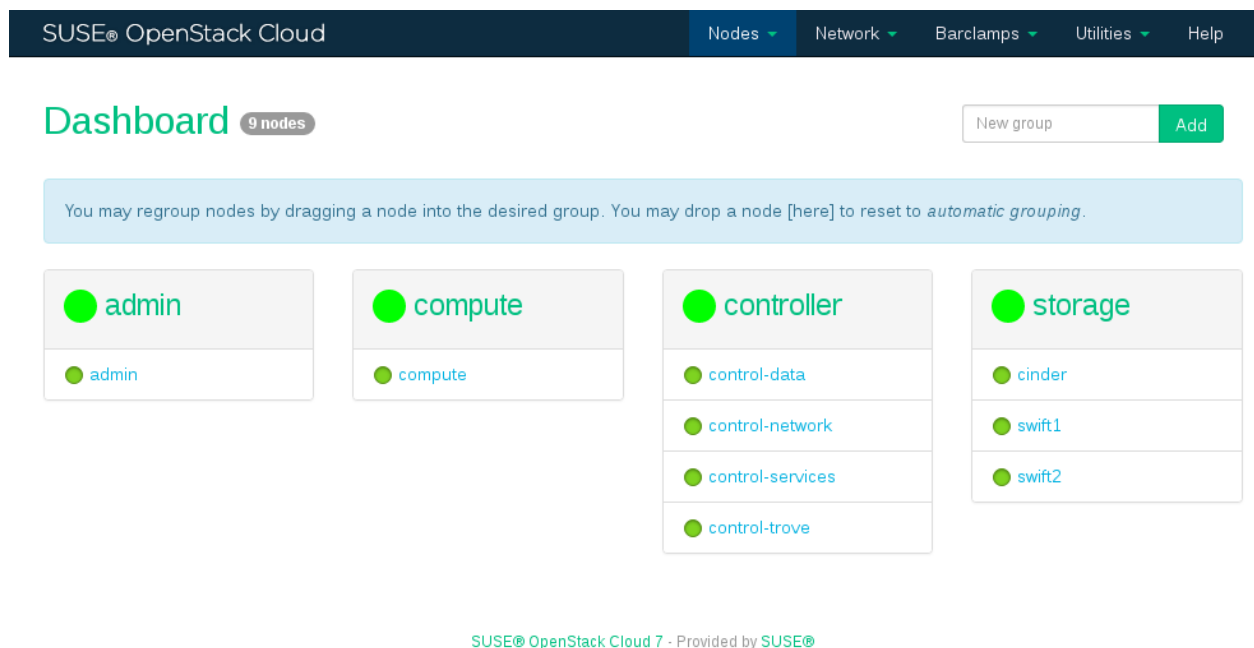 SUSE® OpenStack Cloud
Nodes Network Barclamps Utilities Help
Dashboard 9 nodes
New group Add
You may regroup nodes by dragging a node into the desired group. You may drop a node [here] to reset to automatic grouping.
admin compute controller storage
admin compute control-data cinder
control-network swift1
control-services swift2
control-trove
SUSE® OpenStack Cloud 7 - Provided by SUSE®